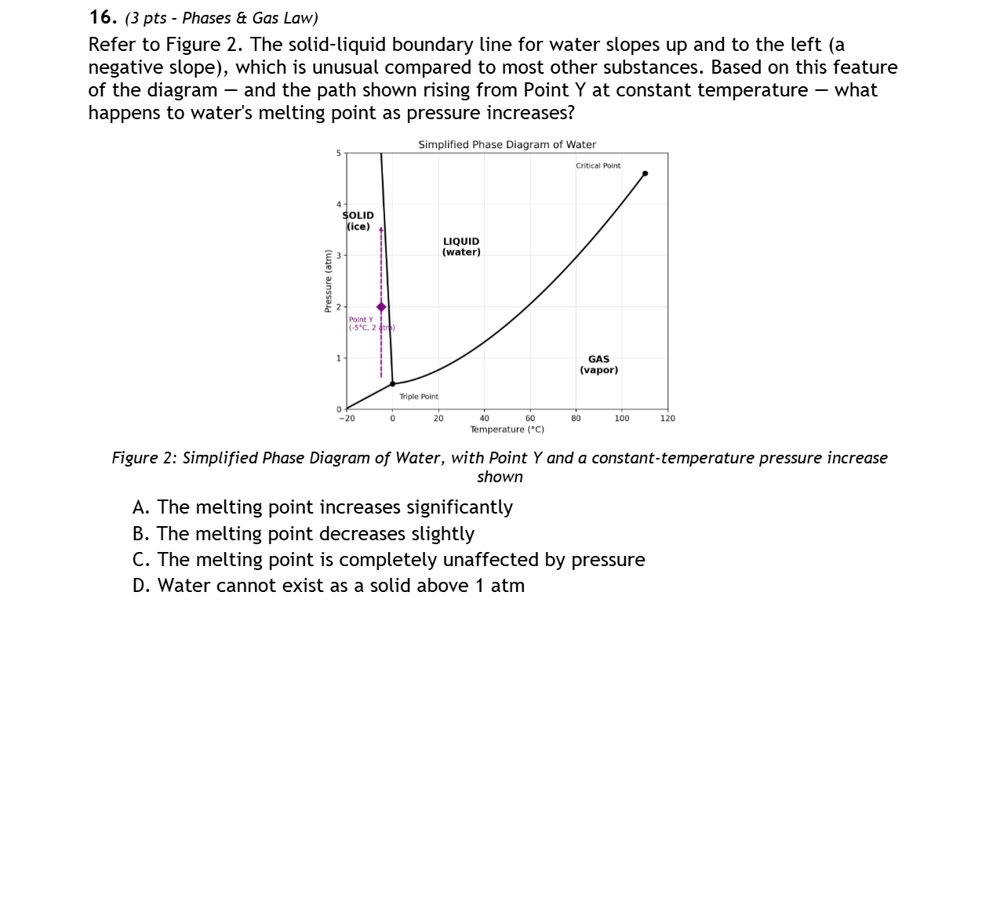 16. (3 pts - Phases & Gas Law)
Refer to Figure 2. The solid-liquid boundary line for water slopes up and to the left (a
negative slope), which is unusual compared to most other substances. Based on this feature
of the diagram — and the path shown rising from Point Y at constant temperature — what
happens to water's melting point as pressure increases?
Simplified Phase Diagram of Water
Critical Point
SOLID
(ice)
LIQUID
(water)
Point Y
(-5°C, 2 atm)
GAS
(vapor)
Triple Point
Pressure (atm)
5
4
3
2
1
0
−20 0 20 40 60 80 100 120
Temperature (°C)
Figure 2: Simplified Phase Diagram of Water, with Point Y and a constant-temperature pressure increase
shown
A. The melting point increases significantly
B. The melting point decreases slightly
C. The melting point is completely unaffected by pressure
D. Water cannot exist as a solid above 1 atm